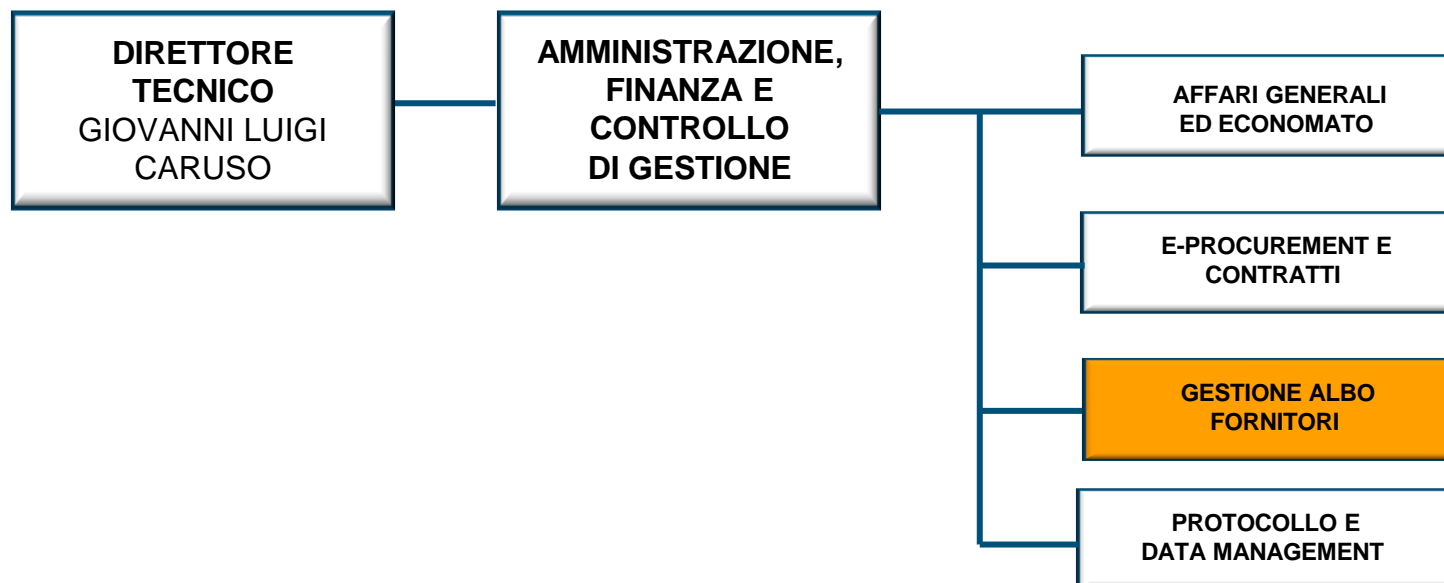 DIRETTORE
TECNICO
GIOVANNI LUIGI
CARUSO
AMMINISTRAZIONE,
FINANZA E
CONTROLLO
DI GESTIONE
AFFARI GENERALI
ED ECONOMATO
E-PROCUREMENT E
CONTRATTI
GESTIONE ALBO
FORNITORI
PROTOCOLLO E
DATA MANAGEMENT